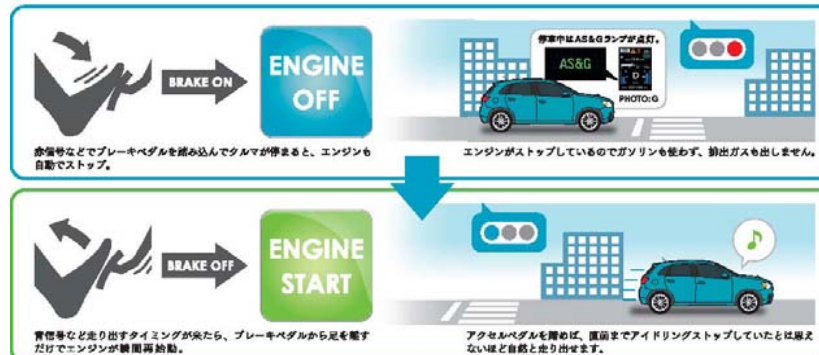 BRAKE ON
ENGINE
OFF
停車中はAS&Gランプが点灯。
AS&G
D
PHOTO:G
赤信号などでブレーキペダルを踏み込んでクルマが停まると、エンジンも
自動でストップ。
エンジンがストップしているのでガソリンも使わず、排出ガスも出しません。
BRAKE OFF
ENGINE
START
青信号など走り出すタイミングが来たら、ブレーキペダルから足を離す
だけでエンジンが瞬間再始動。
アクセルペダルを踏めば、直前までアイドリングストップしていたとは思え
ないほど自然と走り出せます。